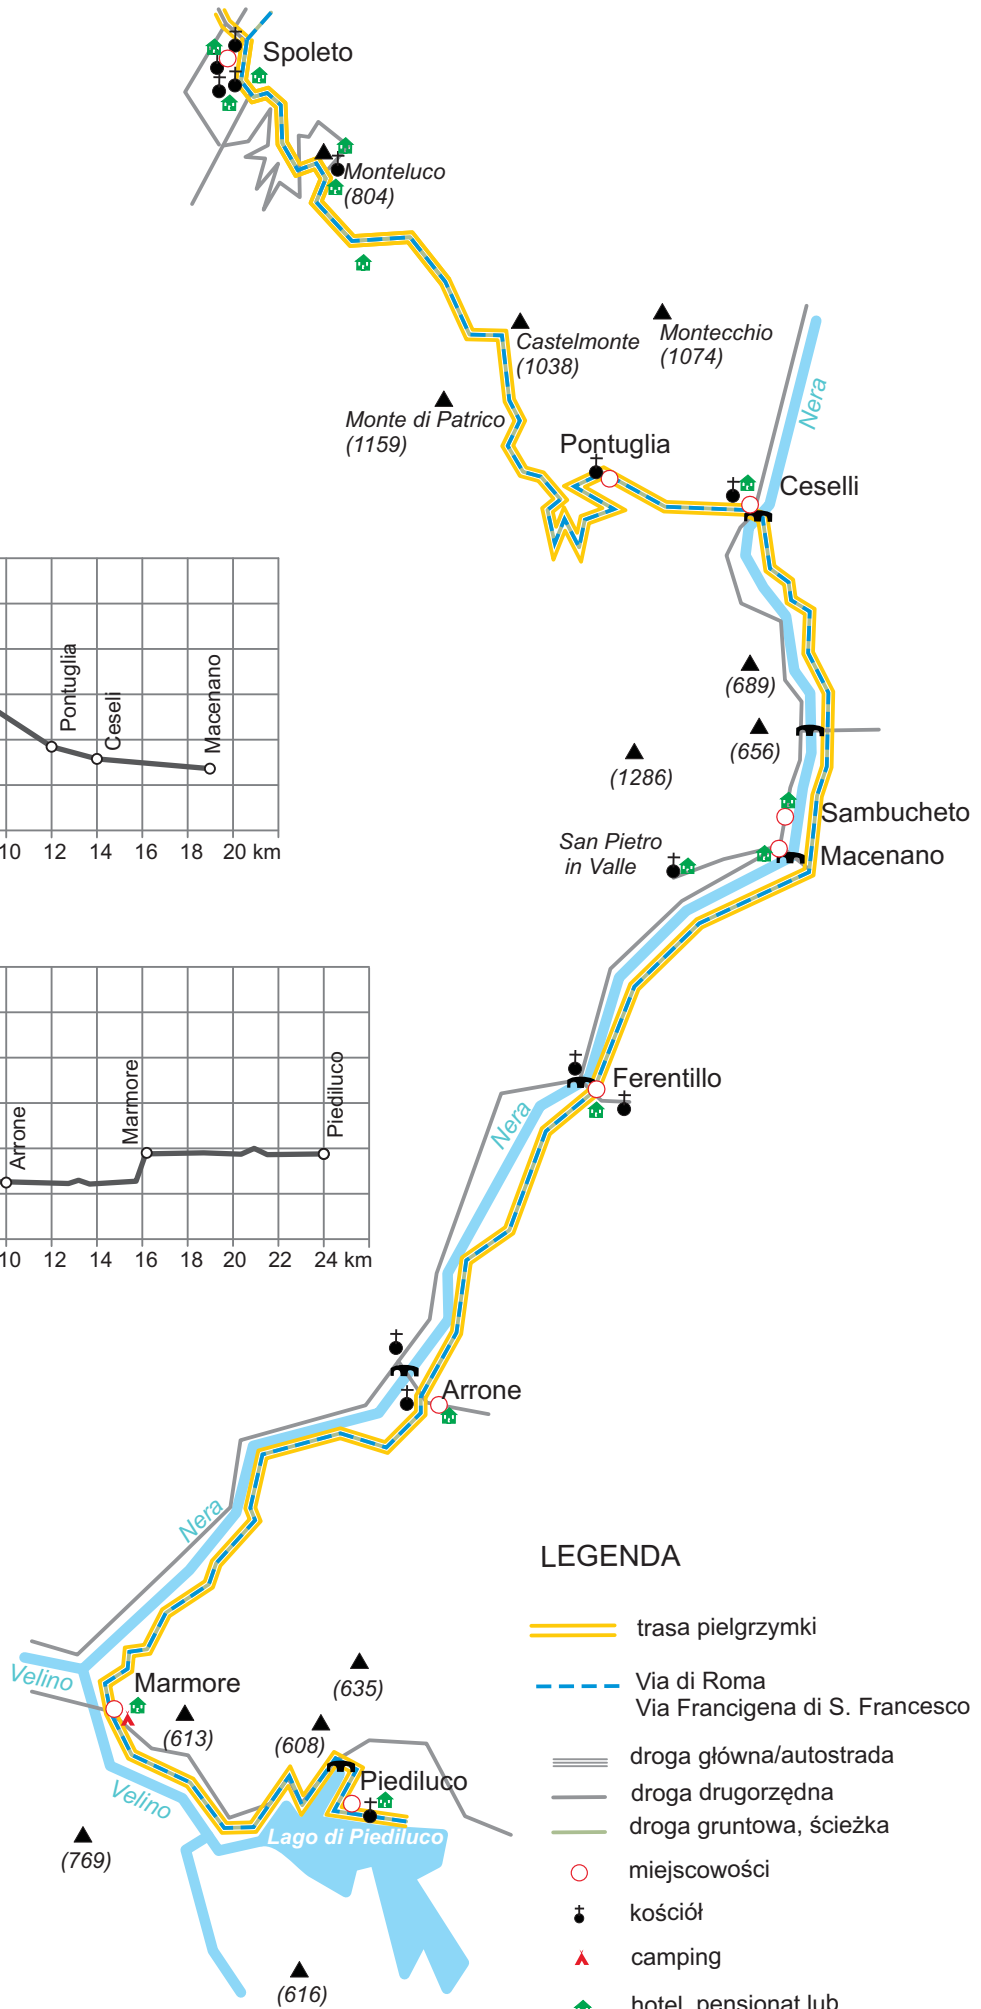 Spoleto
Monteluco
(804)
Castelmonte
(1038)
Montecchio
(1074)
Nera
Monte di Patrico
(1159)
Pontuglia
Ceselli
Pontuglia
Ceseli
Macenano
10 12 14 16 18 20 km
(689)
(656)
(1286)
Sambucheto
San Pietro
in Valle
Macenano
Ferentillo
Nera
Arrone
Marmore
Piediluco
10 12 14 16 18 20 22 24 km
Arrone
Nera
Velino
Marmore
(635)
(613)
(608)
Piediluco
Velino
Lago di Piediluco
(769)
(616)
LEGENDA
trasa pielgrzymki
Via di Roma
Via Francigena di S. Francesco
droga główna/autostrada
droga drugorzędna
droga gruntowa, ścieżka
miejscowości
kościół
camping
hotel, pensjonat lub